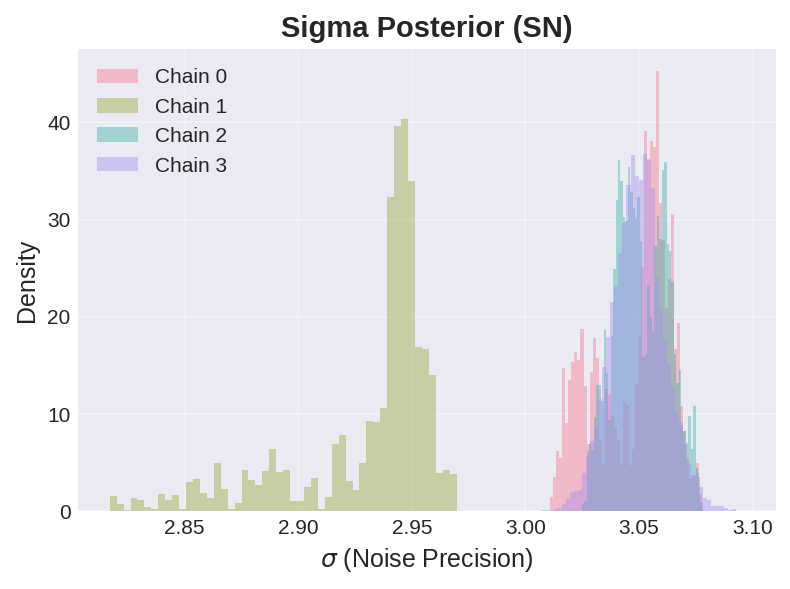 Sigma Posterior (SN)
Chain 0
Chain 1
Chain 2
Chain 3
Density
40
30
20
10
0
2.85 2.90 2.95 3.00 3.05 3.10
σ (Noise Precision)